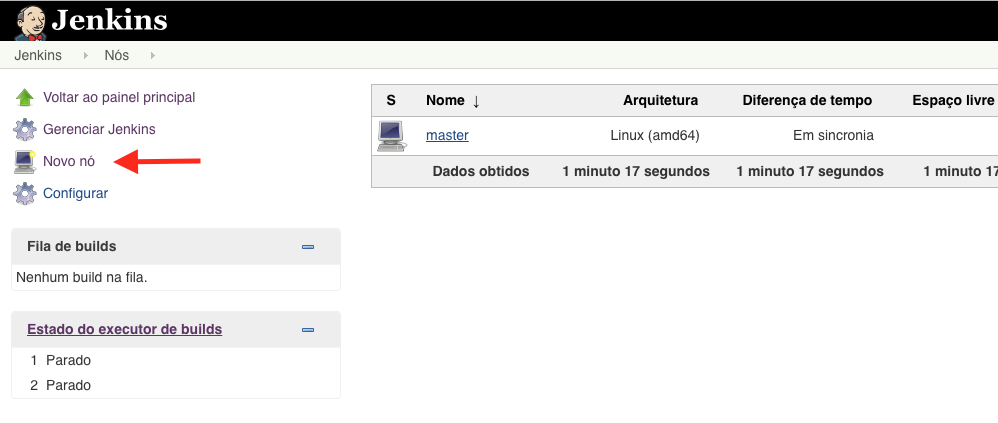 Jenkins
Jenkins
Nós
Voltar ao painel principal
Gerenciar Jenkins
Novo nó
Configurar
Fila de builds
Nenhum build na fila.
Estado do executor de builds
1 Parado
2 Parado
S Nome ↓ Arquitetura Diferença de tempo Espaço livre
master Linux (amd64) Em sincronia
Dados obtidos 1 minuto 17 segundos 1 minuto 17 segundos 1 minuto 17